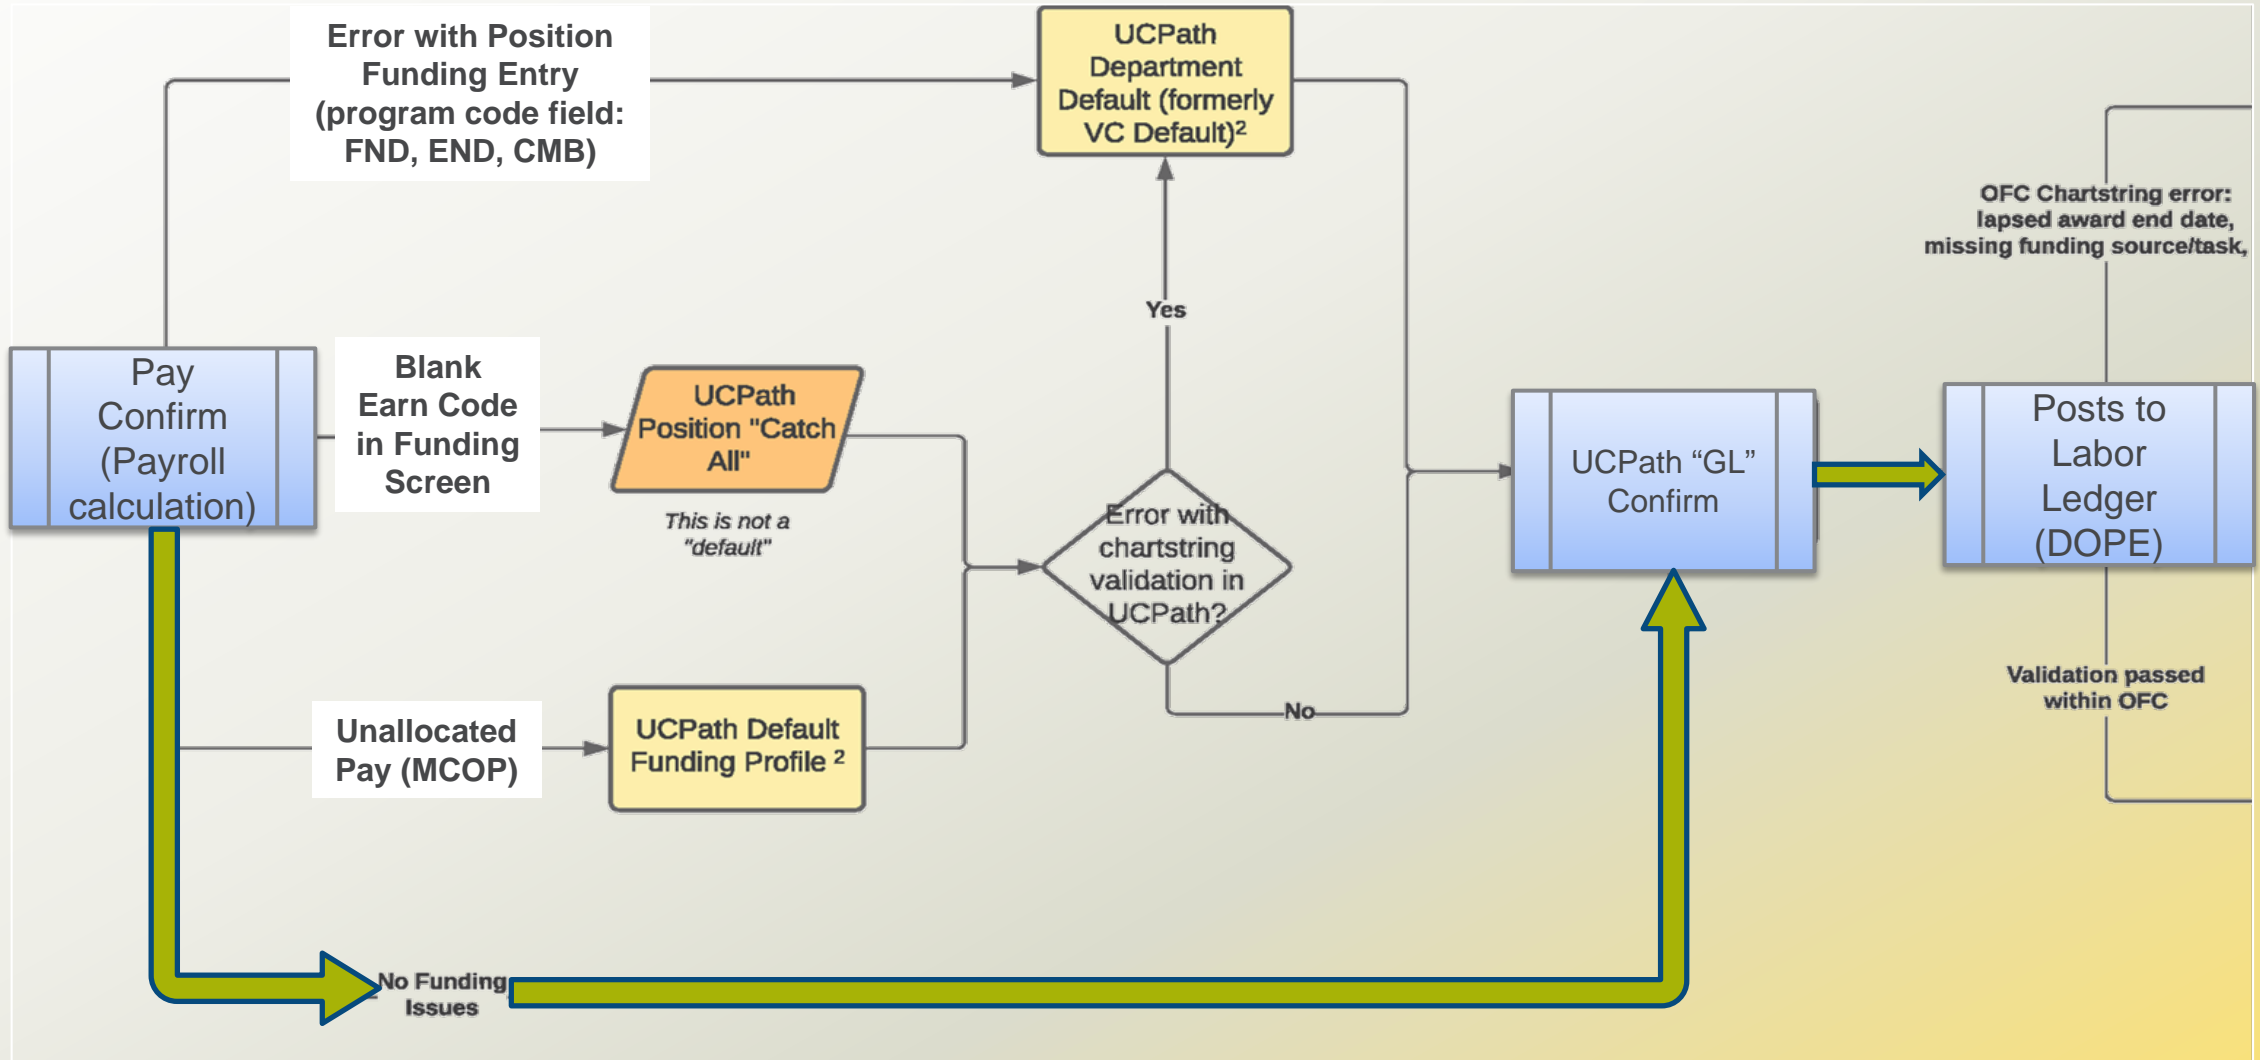 Error with Position
Funding Entry
(program code field:
FND, END, CMB)
UCPath
Department
Default (formerly
VC Default)²
OFC Chartstring error:
lapsed award end date,
missing funding source/task,
Yes
Pay
Confirm
(Payroll
calculation)
Blank
Earn Code
in Funding
Screen
UCPath
Position "Catch
All"
This is not a
"default"
Error with
chartstring
validation in
UCPath?
UCPath “GL”
Confirm
Posts to
Labor
Ledger
(DOPE)
Validation passed
within OFC
No
Unallocated
Pay (MCOP)
UCPath Default
Funding Profile ²
No Funding
Issues